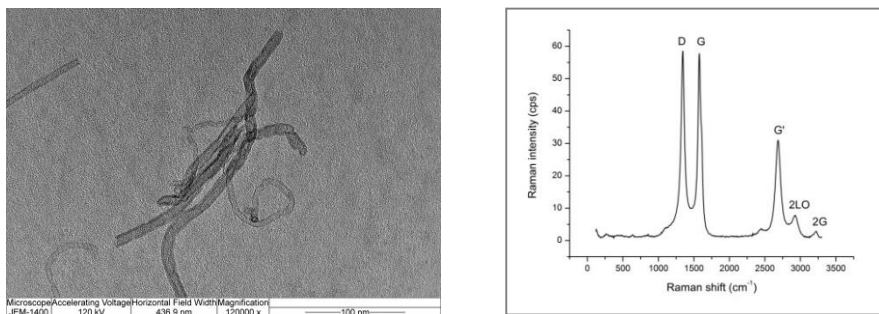 Microscope Accelerating Voltage Horizontal Field Width Magnification
JEM-1400 120 kV 436.9 nm 120000 x 100 nm
D G
G'
2LO
2G
60
50
40
30
20
10
0
Raman intensity (cps)
0 500 1000 1500 2000 2500 3000 3500
Raman shift (cm⁻¹)